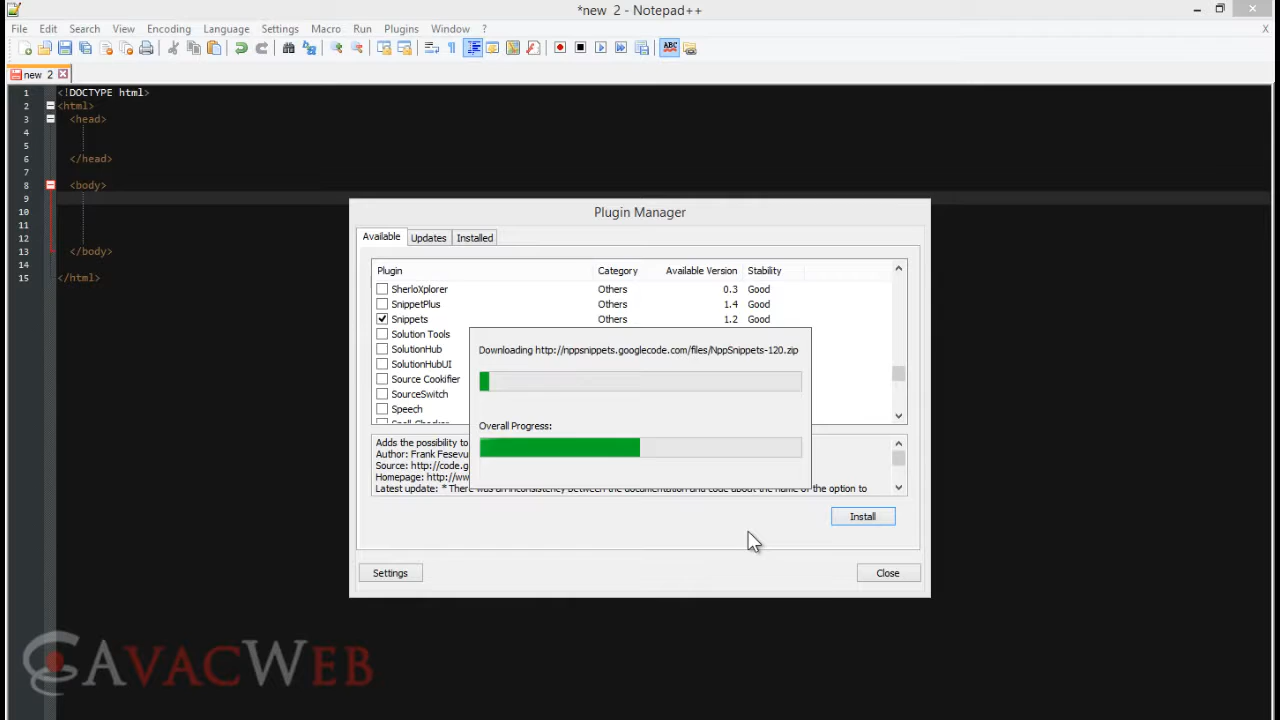 *new 2 - Notepad++
File Edit Search View Encoding Language Settings Macro Run Plugins Window ?
X
new 2
1 <!DOCTYPE html>
2 <html>
3 <head>
4
5
6 </head>
7
8 <body>
9
10
11
12
13 </body>
14
15 </html>
Plugin Manager
Available Updates Installed
Plugin Category Available Version Stability
SherloXplorer Others 0.3 Good
SnippetPlus Others 1.4 Good
Snippets Others 1.2 Good
Solution Tools
SolutionHub
SolutionHubUI
Source Cookifier
SourceSwitch
Speech
Spell-Checker
Downloading http://nppsnippets.googlecode.com/files/NppSnippets-120.zip
Overall Progress:
Adds the possibility to
Author: Frank Fesevu
Source: http://code.g
Homepage: http://ww
Latest update: * There was an inconsistency between the documentation and code about the name of the option to
Install
Settings Close
ABC
AVACWEB